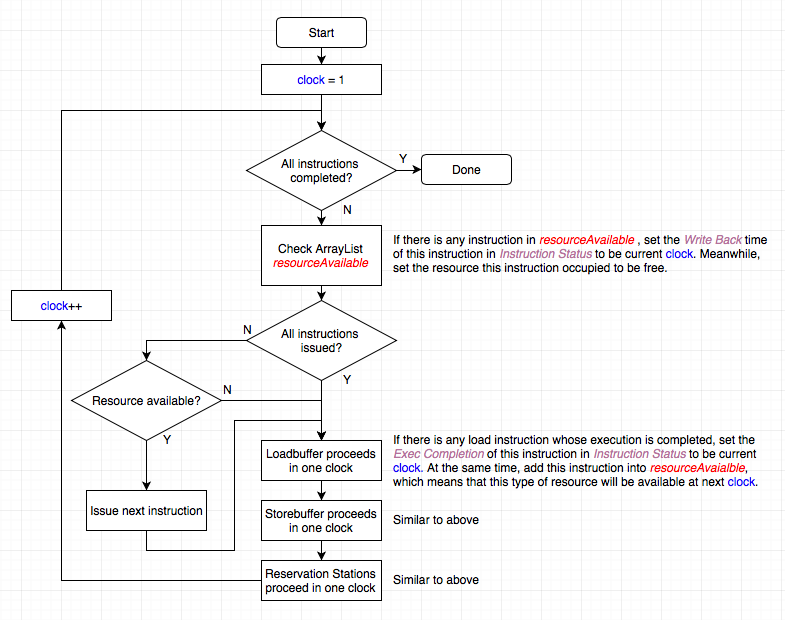 Start
clock = 1
All instructions
completed?
Y
Done
N
Check ArrayList
resourceAvailable
If there is any instruction in resourceAvailable , set the Write Back time
of this instruction in Instruction Status to be current clock. Meanwhile,
set the resource this instruction occupied to be free.
clock++
All instructions
issued?
N
Y
Resource available?
N
Y
Loadbuffer proceeds
in one clock
If there is any load instruction whose execution is completed, set the
Exec Completion of this instruction in Instruction Status to be current
clock. At the same time, add this instruction into resourceAvaialble,
which means that this type of resource will be available at next clock.
Issue next instruction
Storebuffer proceeds
in one clock
Similar to above
Reservation Stations
proceed in one clock
Similar to above